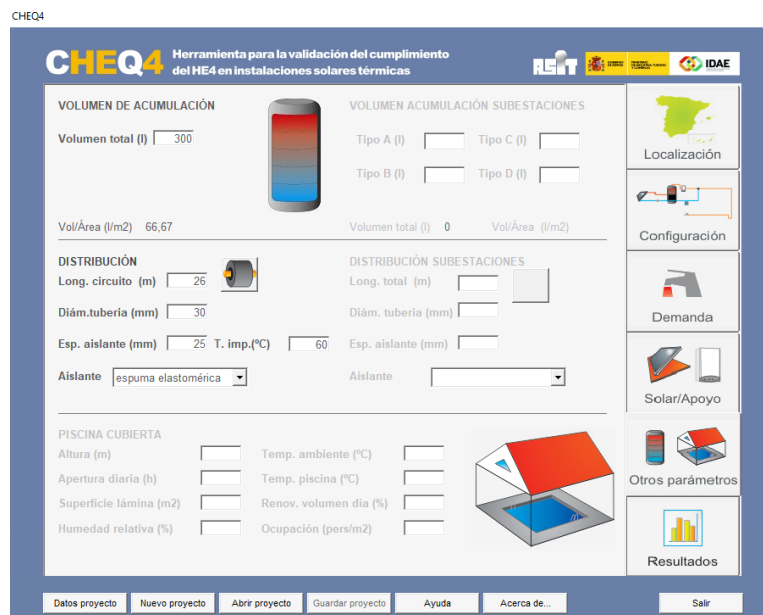 CHEQ4
CHEQ4
Herramienta para la validación del cumplimiento
del HE4 en instalaciones solares térmicas
ASIT
IDAE
VOLUMEN DE ACUMULACIÓN
Volumen total (l) 300
Vol/Área (l/m2) 66,67
VOLUMEN ACUMULACIÓN SUBESTACIONES
Tipo A (l) Tipo C (l)
Tipo B (l) Tipo D (l)
Volumen total (l) 0 Vol/Área (l/m2)
DISTRIBUCIÓN
Long. circuito (m) 26
Diám.tuberia (mm) 30
Esp. aislante (mm) 25 T. imp.(ºC) 60
Aislante espuma elastomérica
DISTRIBUCIÓN SUBESTACIONES
Long. total (m)
Diám. tuberia (mm)
Esp. aislante (mm)
Aislante
PISCINA CUBIERTA
Altura (m) Temp. ambiente (ºC)
Apertura diaria (h) Temp. piscina (ºC)
Superficie lámina (m2) Renov. volumen día (%)
Humedad relativa (%) Ocupación (pers/m2)
Localización
Configuración
Demanda
Solar/Apoyo
Otros parámetros
Resultados
Datos proyecto Nuevo proyecto Abrir proyecto Guardar proyecto Ayuda Acerca de... Salir